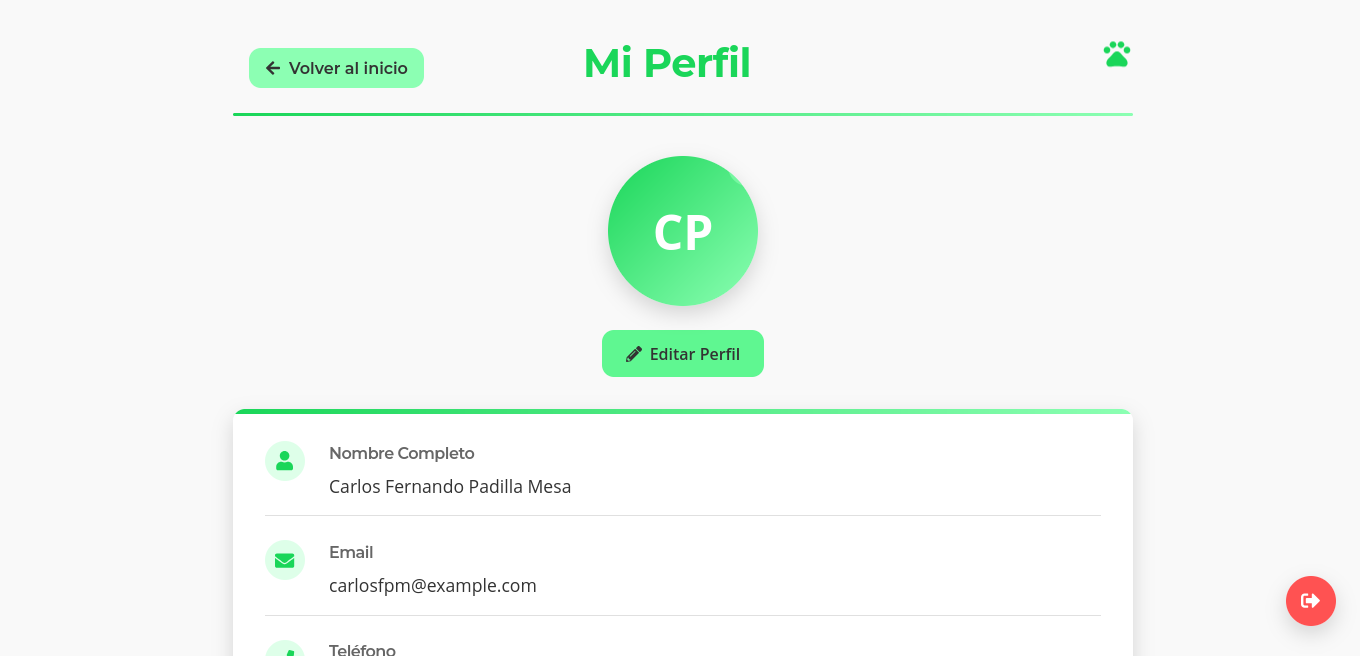 Volver al inicio
Mi Perfil
CP
Editar Perfil
Nombre Completo
Carlos Fernando Padilla Mesa
Email
carlosfpm@example.com
Teléfono